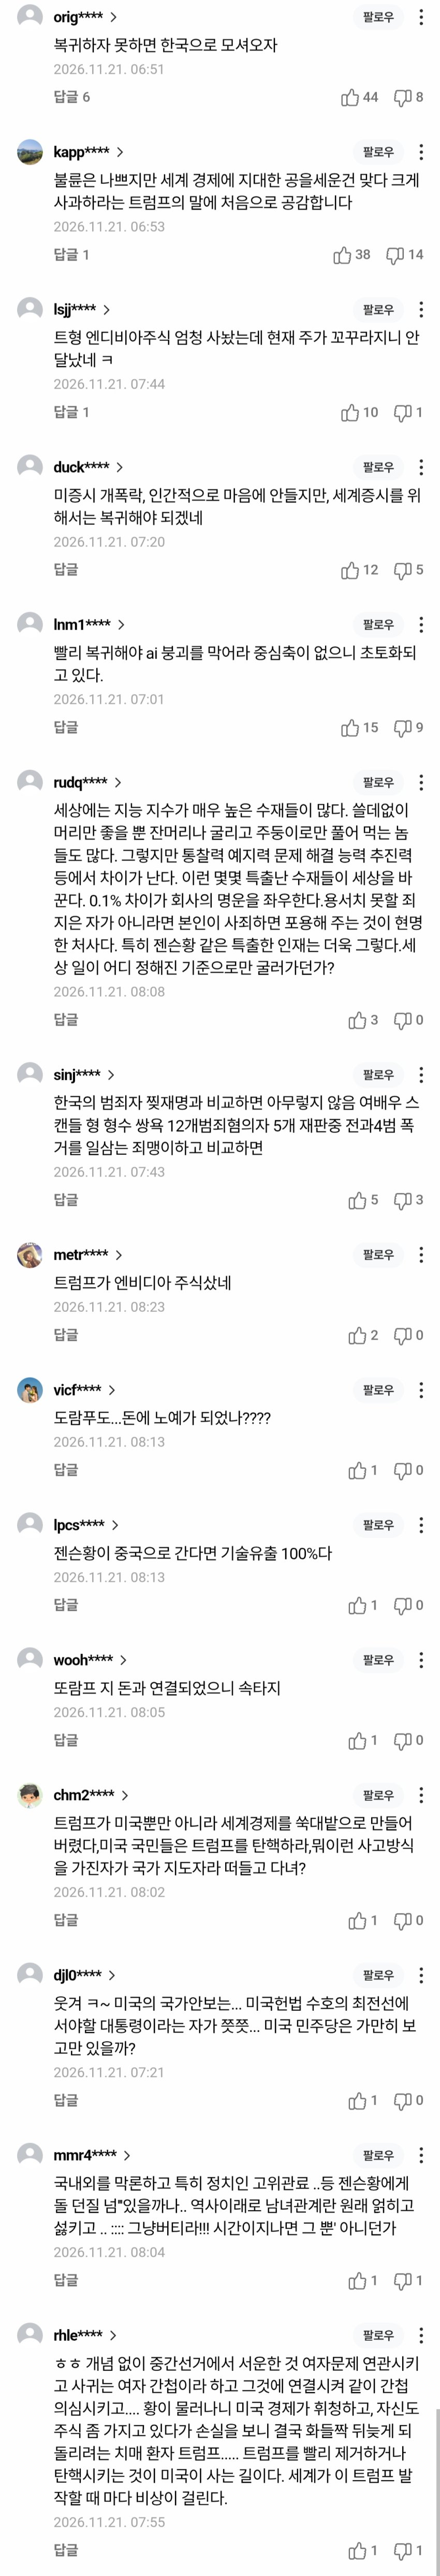 orig**** >
팔로우
복귀하자 못하면 한국으로 모셔오자
2026.11.21. 06:51
답글 6
44
8
kapp**** >
팔로우
불륜은 나쁘지만 세계 경제에 지대한 공을세운건 맞다 크게
사과하라는 트럼프의 말에 처음으로 공감합니다
2026.11.21. 06:53
답글 1
38
14
lsjj**** >
팔로우
트형 엔디비아주식 엄청 사놨는데 현재 주가 꼬꾸라지니 안
달났네 ㅋ
2026.11.21. 07:44
답글 1
10
1
duck**** >
팔로우
미증시 개폭락, 인간적으로 마음에 안들지만, 세계증시를 위
해서는 복귀해야 되겠네
2026.11.21. 07:20
답글
12
5
lnm1**** >
팔로우
빨리 복귀해야 ai 붕괴를 막어라 중심축이 없으니 초토화되
고 있다.
2026.11.21. 07:01
답글
15
9
rudq**** >
팔로우
세상에는 지능 지수가 매우 높은 수재들이 많다. 쓸데없이
머리만 좋을 뿐 잔머리나 굴리고 주둥이로만 풀어 먹는 놈
들도 많다. 그렇지만 통찰력 예지력 문제 해결 능력 추진력
등에서 차이가 난다. 이런 몇몇 특출난 수재들이 세상을 바
꾼다. 0.1% 차이가 회사의 명운을 좌우한다.용서치 못할 죄
지은 자가 아니라면 본인이 사죄하면 포용해 주는 것이 현명
한 처사다. 특히 젠슨황 같은 특출한 인재는 더욱 그렇다.세
상 일이 어디 정해진 기준으로만 굴러가던가?
2026.11.21. 08:08
답글
3
0
sinj**** >
팔로우
한국의 범죄자 찢재명과 비교하면 아무렇지 않음 여배우 스
캔들 형 형수 쌍욕 12개범죄혐의자 5개 재판중 전과4범 폭
거를 일삼는 죄맹이하고 비교하면
2026.11.21. 07:43
답글
5
3
metr**** >
팔로우
트럼프가 엔비디아 주식샀네
2026.11.21. 08:23
답글
2
0
vicf**** >
팔로우
도람푸도...돈에 노예가 되었나????
2026.11.21. 08:13
답글
1
0
lpcs**** >
팔로우
젠슨황이 중국으로 간다면 기술유출 100%다
2026.11.21. 08:13
답글
1
0
wooh**** >
팔로우
또람프 지 돈과 연결되었으니 속타지
2026.11.21. 08:05
답글
1
0
chm2**** >
팔로우
트럼프가 미국뿐만 아니라 세계경제를 쑥대밭으로 만들어
버렸다,미국 국민들은 트럼프를 탄핵하라,뭐이런 사고방식
을 가진자가 국가 지도자라 떠들고 다녀?
2026.11.21. 08:02
답글
1
0
djl0**** >
팔로우
웃겨 ㅋ~ 미국의 국가안보는... 미국헌법 수호의 최전선에
서야할 대통령이라는 자가 쯧쯧... 미국 민주당은 가만히 보
고만 있을까?
2026.11.21. 07:21
답글
1
0
mmr4**** >
팔로우
국내외를 막론하고 특히 정치인 고위관료 ..등 젠슨황에게
돌 던질 넘"있을까나.. 역사이래로 남녀관계란 원래 얽히고
섫키고 .. :::: 그냥버티라!!! 시간이지나면 그 뿐' 아니던가
2026.11.21. 08:04
답글
1
1
rhle**** >
팔로우
ㅎㅎ 개념 없이 중간선거에서 서운한 것 여자문제 연관시키
고 사귀는 여자 간첩이라 하고 그것에 연결시켜 같이 간첩
의심시키고.... 황이 물러나니 미국 경제가 휘청하고, 자신도
주식 좀 가지고 있다가 손실을 보니 결국 화들짝 뒤늦게 되
돌리려는 치매 환자 트럼프..... 트럼프를 빨리 제거하거나
탄핵시키는 것이 미국이 사는 길이다. 세계가 이 트럼프 발
작할 때 마다 비상이 걸린다.
2026.11.21. 07:55
답글
1
1